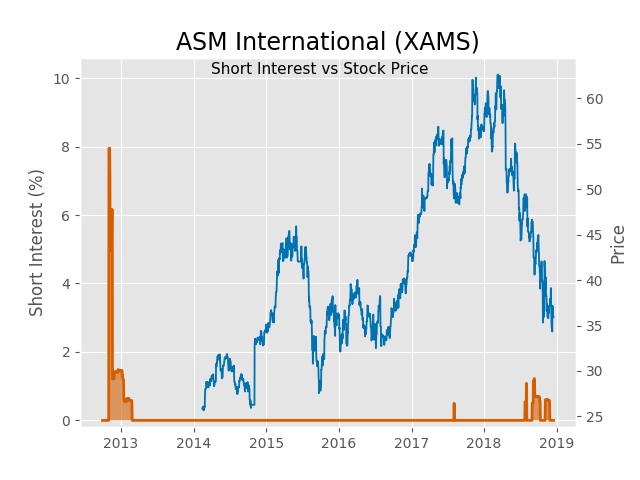 ASM International (XAMS)
Short Interest vs Stock Price
Short Interest (%)
10
8
6
4
2
0
60
55
50
45
40
35
30
25
Price
2013 2014 2015 2016 2017 2018 2019